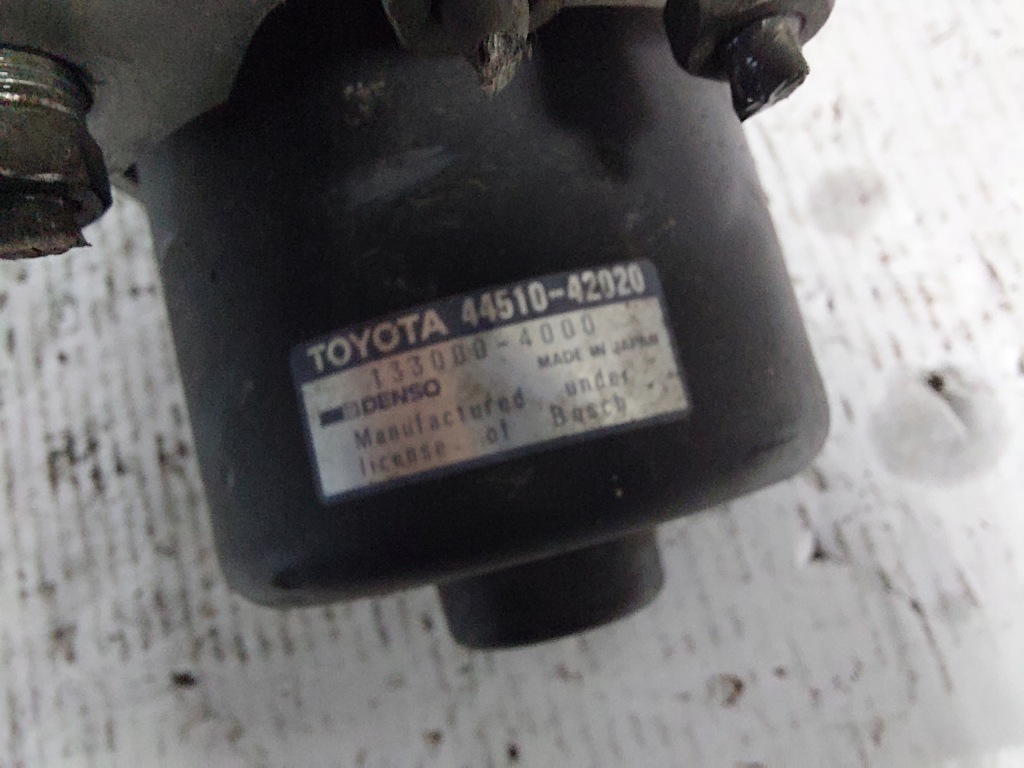 TOYOTA 44510-42020
133000-4000
DENSO MADE IN JAPAN
Manufactured under
license of Bosch